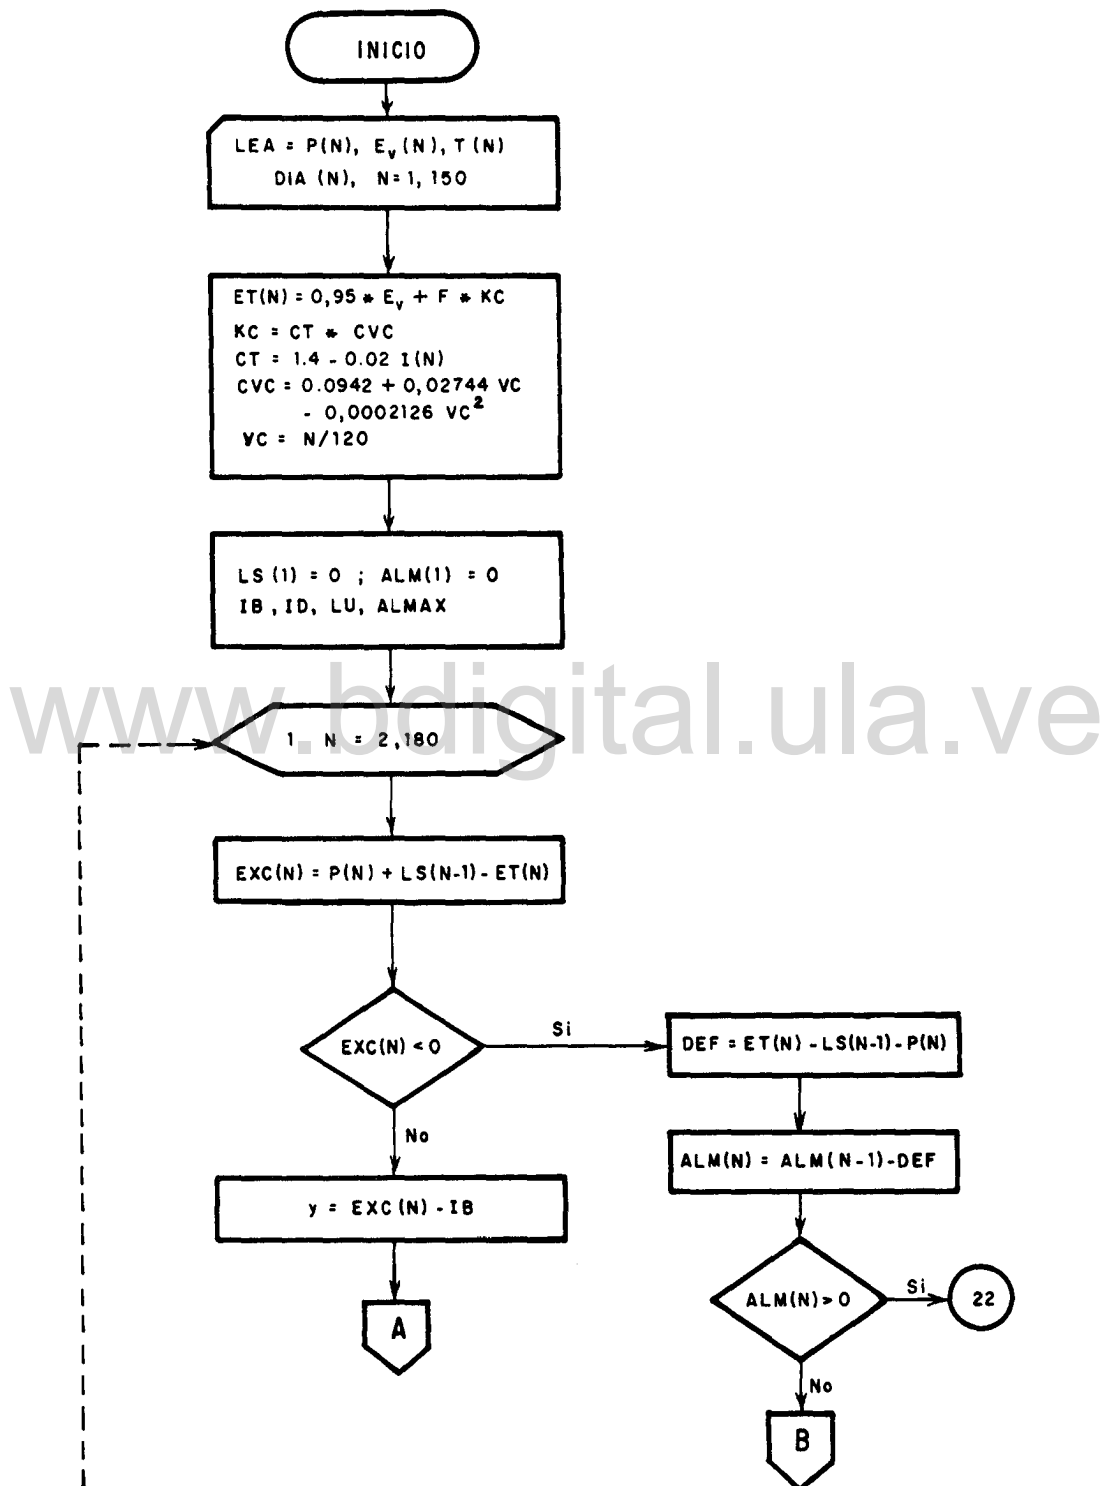 INICIO
LEA = P(N), Ev(N), T(N)
DIA (N), N=1, 150
ET(N) = 0,95 * Ev + F * KC
KC = CT * CVC
CT = 1.4 - 0.02 I(N)
CVC = 0.0942 + 0,02744 VC
- 0,0002126 VC²
VC = N/120
LS(1) = 0 ; ALM(1) = 0
IB, ID, LU, ALMAX
www.bdigital.ula.ve
1 N = 2,180
EXC(N) = P(N) + LS(N-1) - ET(N)
EXC(N) < 0
Si
DEF = ET(N) - LS(N-1) - P(N)
No
ALM(N) = ALM(N-1) - DEF
y = EXC(N) - IB
ALM(N) > 0
Si
22
A
No
B